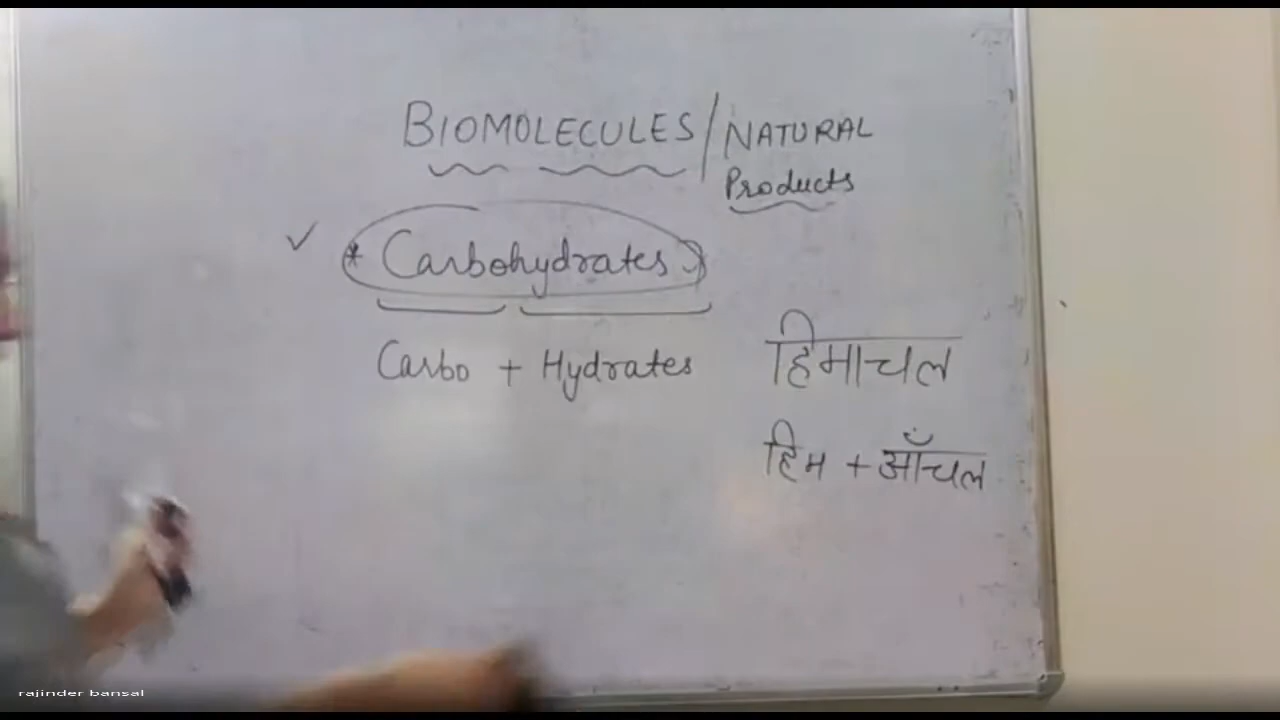 BIOMOLECULES / NATURAL
Products
✓ * Carbohydrates
Carbo + Hydrates
हिमाचल
हिम + आँचल
rajinder bansal